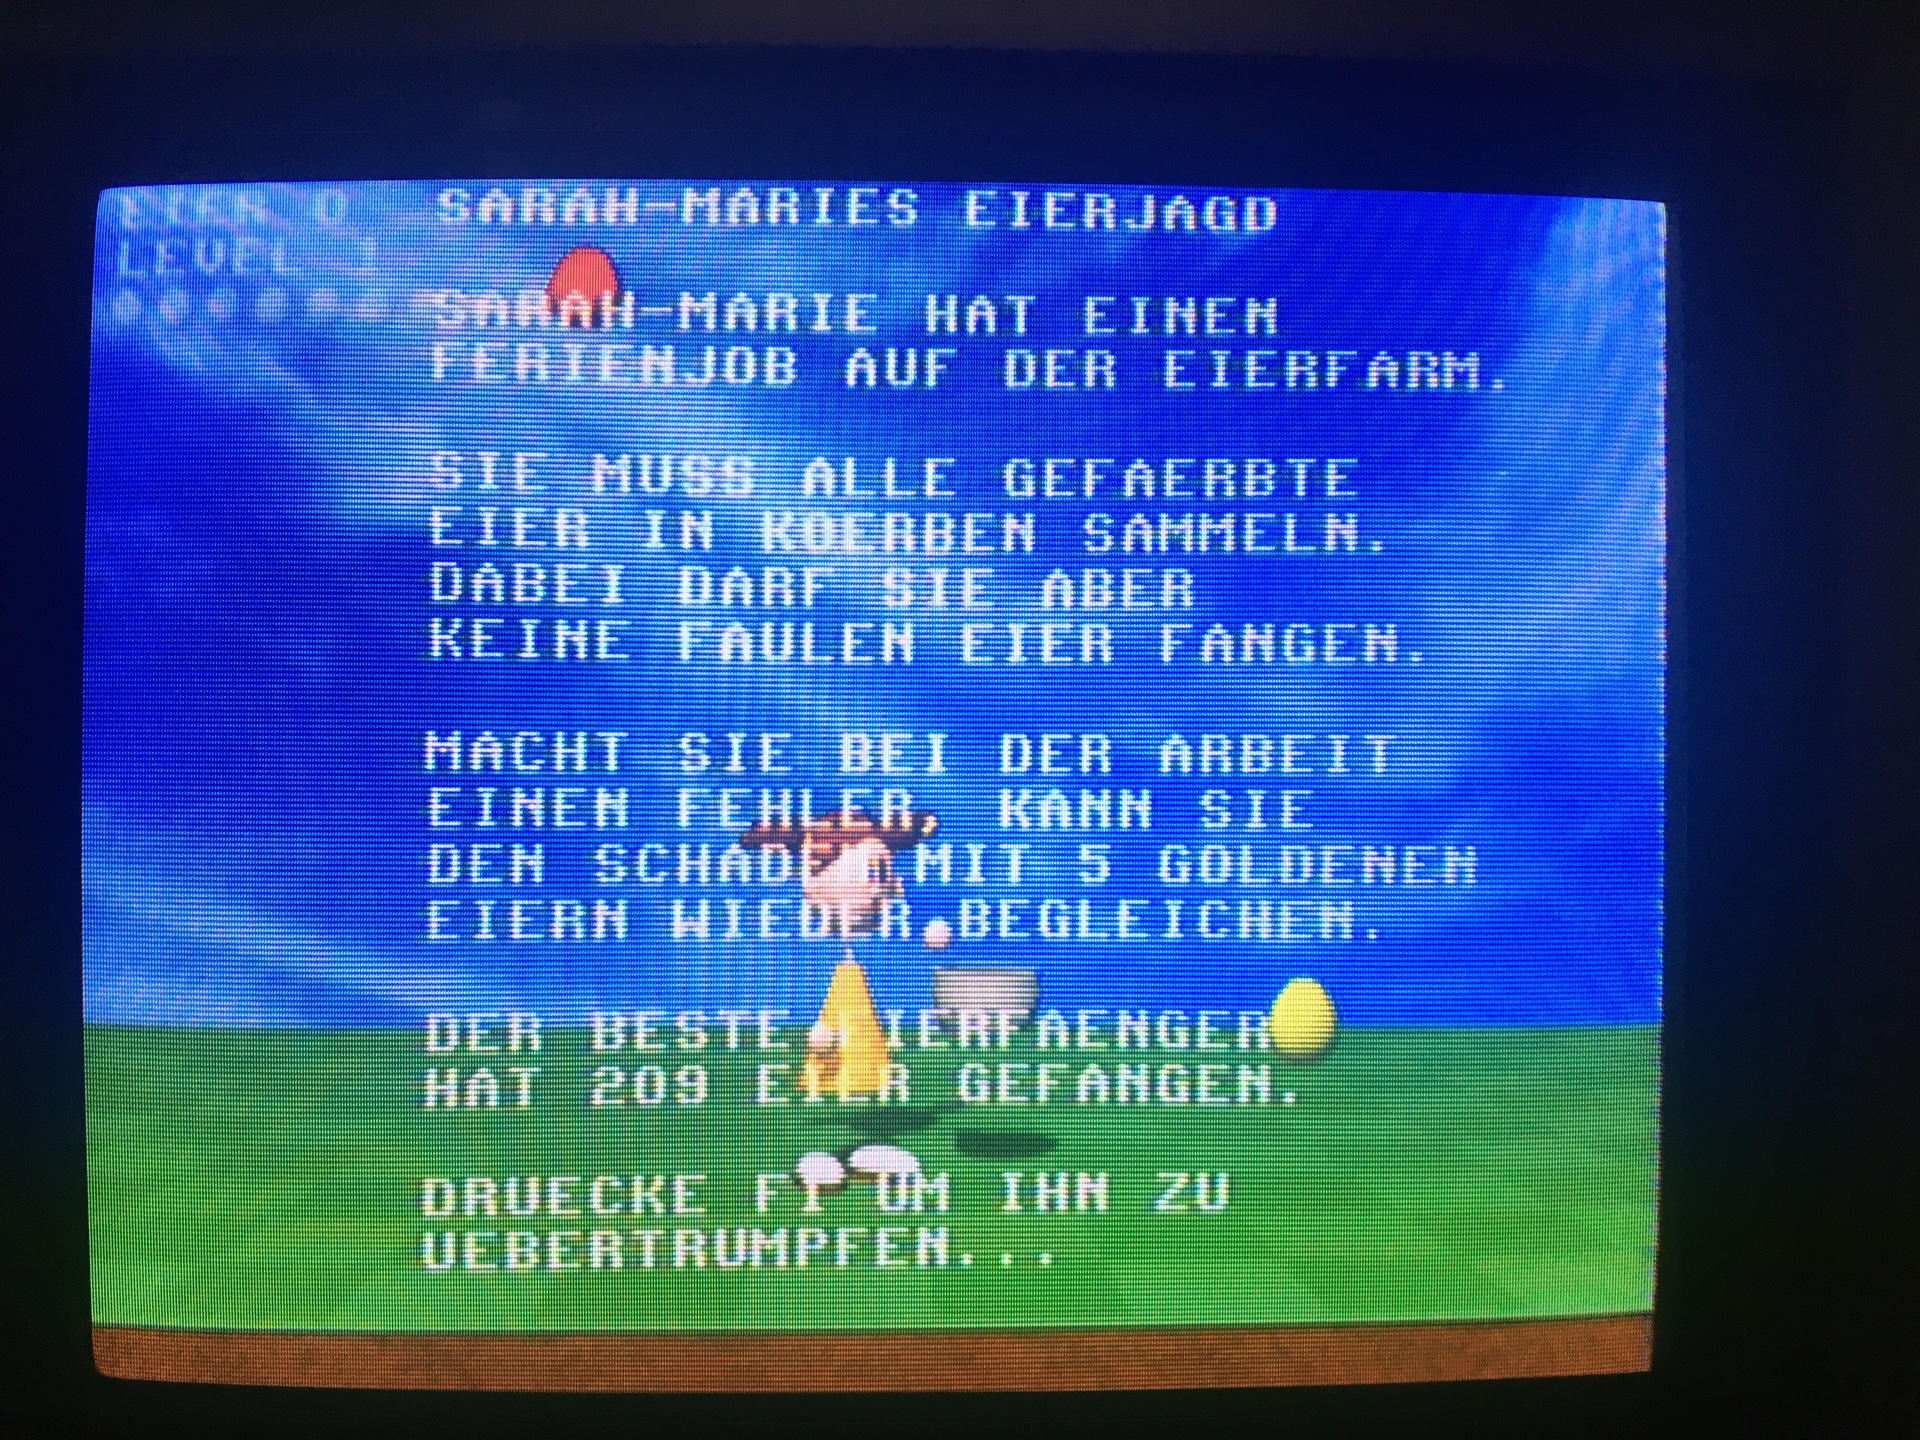 SARAH-MARIES EIERJAGD
LEVEL 1
SARAH-MARIE HAT EINEN
FERIENJOB AUF DER EIERFARM.
SIE MUSS ALLE GEFAERBTE
EIER IN KOERBEN SAMMELN.
DABEI DARF SIE ABER
KEINE FAULEN EIER FANGEN.
MACHT SIE BEI DER ARBEIT
EINEN FEHLER, KANN SIE
DEN SCHADEN MIT 5 GOLDENEN
EIERN WIEDER BEGLEICHEN.
DER BESTE EIERFAENGER
HAT 209 EIER GEFANGEN.
DRUECKE F1 UM IHN ZU
UEBERTRUMPFEN...